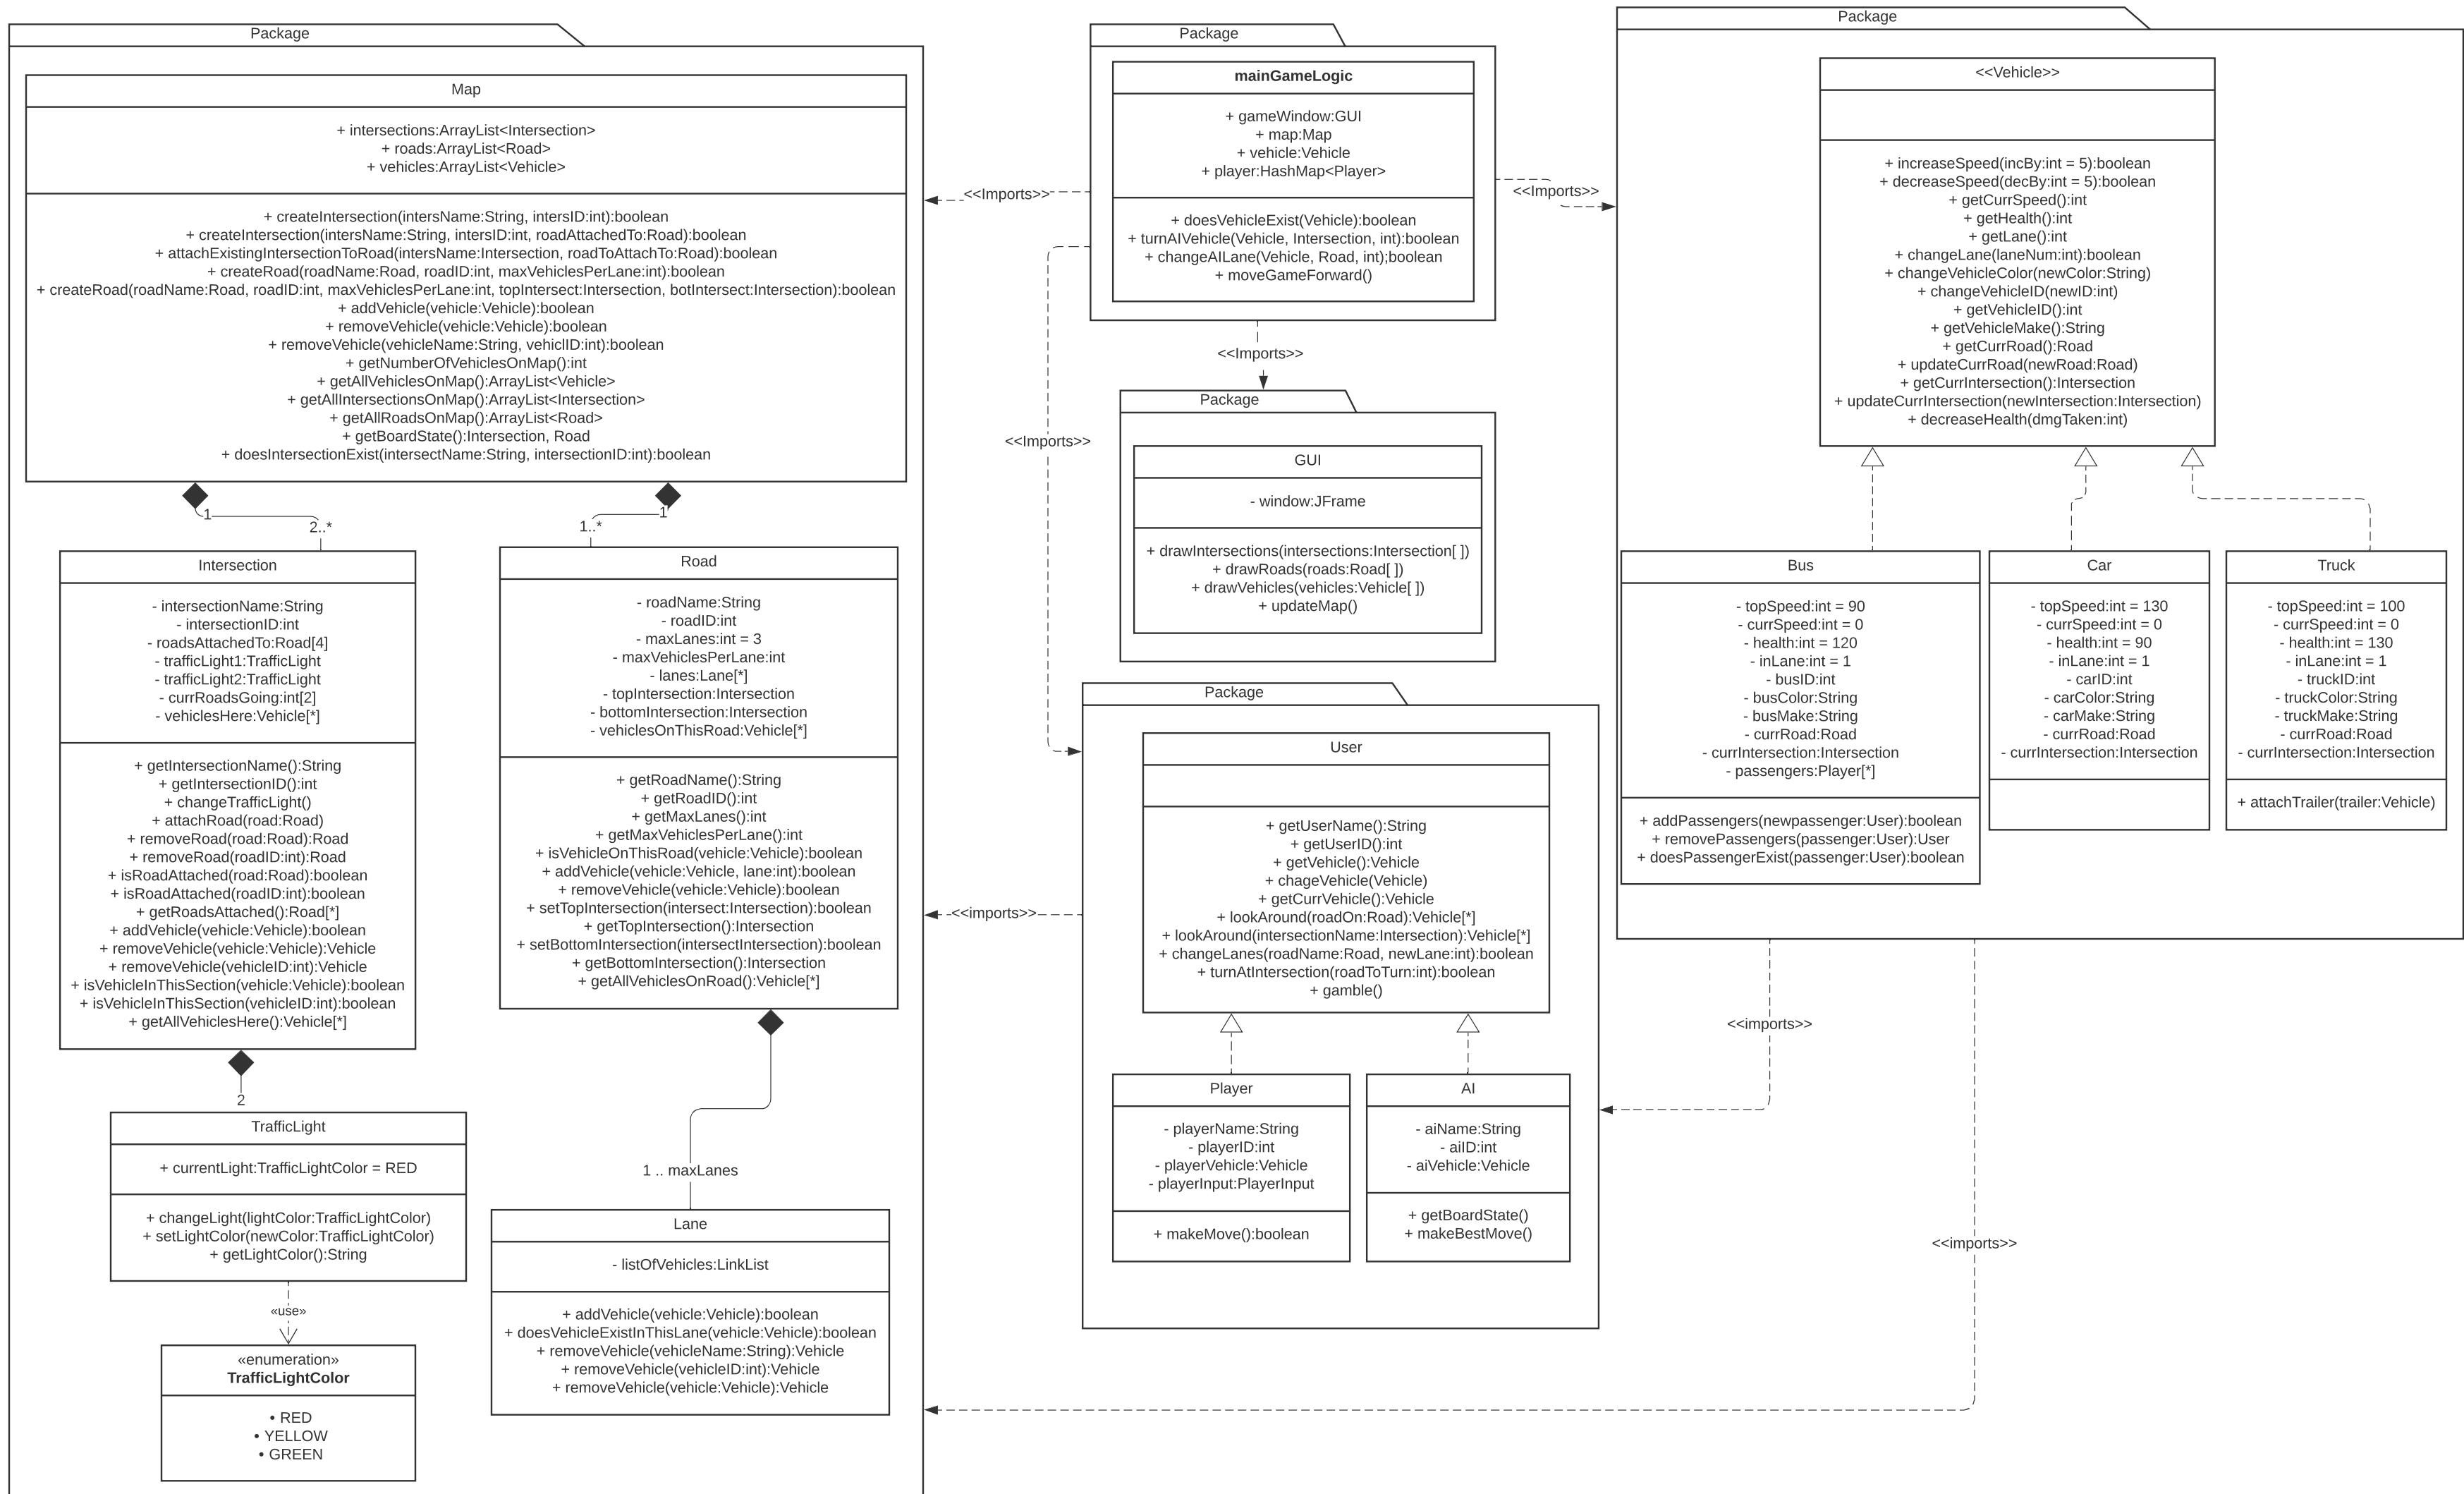 Package
Map
+ intersections:ArrayList<Intersection>
+ roads:ArrayList<Road>
+ vehicles:ArrayList<Vehicle>
+ createIntersection(intersName:String, intersID:int):boolean
+ createIntersection(intersName:String, intersID:int, roadAttachedTo:Road):boolean
+ attachExistingIntersectionToRoad(intersName:Intersection, roadToAttachTo:Road):boolean
+ createRoad(roadName:Road, roadID:int, maxVehiclesPerLane:int):boolean
+ createRoad(roadName:Road, roadID:int, maxVehiclesPerLane:int, topIntersect:Intersection, botIntersect:Intersection):boolean
+ addVehicle(vehicle:Vehicle):boolean
+ removeVehicle(vehicle:Vehicle):boolean
+ removeVehicle(vehicleName:String, vehiclID:int):boolean
+ getNumberOfVehiclesOnMap():int
+ getAllVehiclesOnMap():ArrayList<Vehicle>
+ getAllIntersectionsOnMap():ArrayList<Intersection>
+ getAllRoadsOnMap():ArrayList<Road>
+ getBoardState():Intersection, Road
+ doesIntersectionExist(intersectName:String, intersectionID:int):boolean
1
2..*
1
1..*
Intersection
- intersectionName:String
- intersectionID:int
- roadsAttachedTo:Road[4]
- trafficLight1:TrafficLight
- trafficLight2:TrafficLight
- currRoadsGoing:int[2]
- vehiclesHere:Vehicle[*]
+ getIntersectionName():String
+ getIntersectionID():int
+ changeTrafficLight()
+ attachRoad(road:Road)
+ removeRoad(road:Road):Road
+ removeRoad(roadID:int):Road
+ isRoadAttached(road:Road):boolean
+ isRoadAttached(roadID:int):boolean
+ getRoadsAttached():Road[*]
+ addVehicle(vehicle:Vehicle):boolean
+ removeVehicle(vehicle:Vehicle):Vehicle
+ removeVehicle(vehicleID:int):Vehicle
+ isVehicleInThisSection(vehicle:Vehicle):boolean
+ isVehicleInThisSection(vehicleID:int):boolean
+ getAllVehiclesHere():Vehicle[*]
2
TrafficLight
+ currentLight:TrafficLightColor = RED
+ changeLight(lightColor:TrafficLightColor)
+ setLightColor(newColor:TrafficLightColor)
+ getLightColor():String
«use»
«enumeration»
TrafficLightColor
• RED
• YELLOW
• GREEN
Road
- roadName:String
- roadID:int
- maxLanes:int = 3
- maxVehiclesPerLane:int
- lanes:Lane[*]
- topIntersection:Intersection
- bottomIntersection:Intersection
- vehiclesOnThisRoad:Vehicle[*]
+ getRoadName():String
+ getRoadID():int
+ getMaxLanes():int
+ getMaxVehiclesPerLane():int
+ isVehicleOnThisRoad(vehicle:Vehicle):boolean
+ addVehicle(vehicle:Vehicle, lane:int):boolean
+ removeVehicle(vehicle:Vehicle):boolean
+ setTopIntersection(intersect:Intersection):boolean
+ getTopIntersection():Intersection
+ setBottomIntersection(intersectIntersection):boolean
+ getBottomIntersection():Intersection
+ getAllVehiclesOnRoad():Vehicle[*]
1 .. maxLanes
Lane
- listOfVehicles:LinkList
+ addVehicle(vehicle:Vehicle):boolean
+ doesVehicleExistInThisLane(vehicle:Vehicle):boolean
+ removeVehicle(vehicleName:String):Vehicle
+ removeVehicle(vehicleID:int):Vehicle
+ removeVehicle(vehicle:Vehicle):Vehicle
Package
mainGameLogic
+ gameWindow:GUI
+ map:Map
+ vehicle:Vehicle
+ player:HashMap<Player>
+ doesVehicleExist(Vehicle):boolean
+ turnAIVehicle(Vehicle, Intersection, int):boolean
+ changeAILane(Vehicle, Road, int);boolean
+ moveGameForward()
<<Imports>>
<<Imports>>
<<Imports>>
<<Imports>>
Package
GUI
- window:JFrame
+ drawIntersections(intersections:Intersection[ ])
+ drawRoads(roads:Road[ ])
+ drawVehicles(vehicles:Vehicle[ ])
+ updateMap()
Package
User
+ getUserName():String
+ getUserID():int
+ getVehicle():Vehicle
+ chageVehicle(Vehicle)
+ getCurrVehicle():Vehicle
+ lookAround(roadOn:Road):Vehicle[*]
+ lookAround(intersectionName:Intersection):Vehicle[*]
+ changeLanes(roadName:Road, newLane:int):boolean
+ turnAtIntersection(roadToTurn:int):boolean
+ gamble()
<<imports>>
Player
- playerName:String
- playerID:int
- playerVehicle:Vehicle
- playerInput:PlayerInput
+ makeMove():boolean
AI
- aiName:String
- aiID:int
- aiVehicle:Vehicle
+ getBoardState()
+ makeBestMove()
Package
<<Vehicle>>
+ increaseSpeed(incBy:int = 5):boolean
+ decreaseSpeed(decBy:int = 5):boolean
+ getCurrSpeed():int
+ getHealth():int
+ getLane():int
+ changeLane(laneNum:int):boolean
+ changeVehicleColor(newColor:String)
+ changeVehicleID(newID:int)
+ getVehicleID():int
+ getVehicleMake():String
+ getCurrRoad():Road
+ updateCurrRoad(newRoad:Road)
+ getCurrIntersection():Intersection
+ updateCurrIntersection(newIntersection:Intersection)
+ decreaseHealth(dmgTaken:int)
Bus
- topSpeed:int = 90
- currSpeed:int = 0
- health:int = 120
- inLane:int = 1
- busID:int
- busColor:String
- busMake:String
- currRoad:Road
- currIntersection:Intersection
- passengers:Player[*]
+ addPassengers(newpassenger:User):boolean
+ removePassengers(passenger:User):User
+ doesPassengerExist(passenger:User):boolean
Car
- topSpeed:int = 130
- currSpeed:int = 0
- health:int = 90
- inLane:int = 1
- carID:int
- carColor:String
- carMake:String
- currRoad:Road
- currIntersection:Intersection
Truck
- topSpeed:int = 100
- currSpeed:int = 0
- health:int = 130
- inLane:int = 1
- truckID:int
- truckColor:String
- truckMake:String
- currRoad:Road
- currIntersection:Intersection
+ attachTrailer(trailer:Vehicle)
<<imports>>
<<imports>>